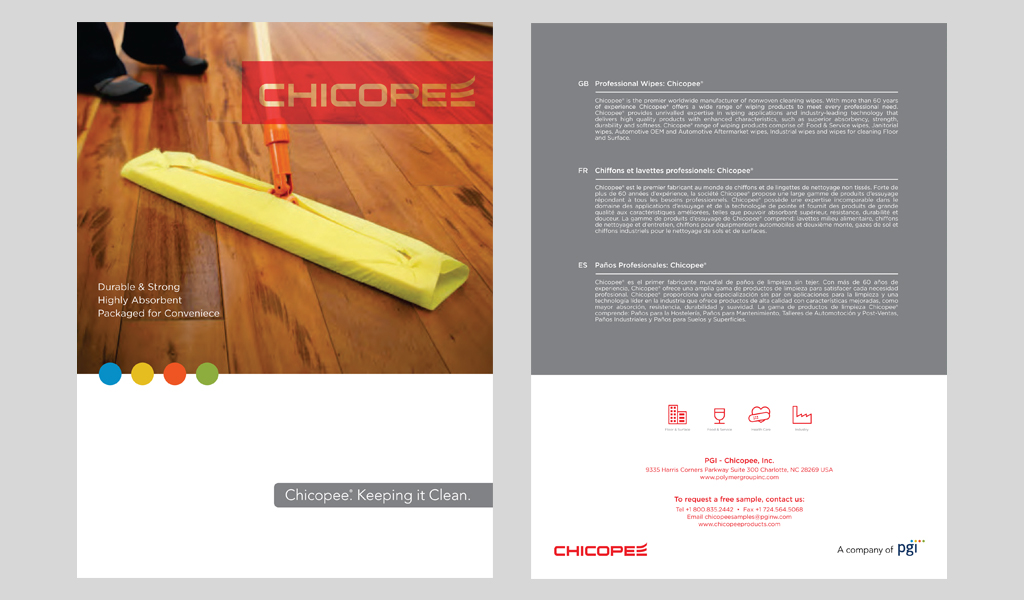 CHICOPEE
Durable & Strong
Highly Absorbent
Packaged for Conveniece
Chicopee® Keeping it Clean.
GB Professional Wipes: Chicopee®
Chicopee® is the premier worldwide manufacturer of nonwoven cleaning wipes. With more than 60 years
of experience Chicopee® offers a wide range of wiping products to meet every professional need.
Chicopee® provides unrivalled expertise in wiping applications and industry-leading technology that
delivers high quality products with enhanced characteristics, such as superior absorbency, strength,
durability and softness. Chicopee® range of wiping products comprise of: Food & Service wipes, Janitorial
wipes, Automotive OEM and Automotive Aftermarket wipes, Industrial wipes and wipes for cleaning Floor
and Surface.
FR Chiffons et lavettes professionels: Chicopee®
Chicopee® est le premier fabricant au monde de chiffons et de lingettes de nettoyage non tissés. Forte de
plus de 60 années d'expérience, la société Chicopee® propose une large gamme de produits d'essuyage
répondant à tous les besoins professionnels. Chicopee® possède une expertise incomparable dans le
domaine des applications d'essuyage et de la technologie de pointe et fournit des produits de grande
qualité aux caractéristiques améliorées, telles que pouvoir absorbant supérieur, résistance, durabilité et
douceur. La gamme de produits d'essuyage de Chicopee® comprend: lavettes milieu alimentaire, chiffons
de nettoyage et d'entretien, chiffons pour équipmentiers automobiles et deuxième monte, gazes de sol et
chiffons industriels pour le nettoyage de sols et de surfaces.
ES Paños Profesionales: Chicopee®
Chicopee® es el primer fabricante mundial de paños de limpieza sin tejer. Con más de 60 años de
experiencia, Chicopee® ofrece una amplia gama de productos de limpieza para satisfacer cada necesidad
profesional. Chicopee® proporciona una especialización sin par en aplicaciones para la limpieza y una
technología líder en la industria que ofrece productos de alta calidad con características mejoradas, como
mayor absorción, resistencia, durabilidad y suavidad. La gama de productos de limpieza Chicopee®
comprende: Paños para la Hostelería, Paños para Mantenimiento, Talleres de Automoción y Post-Ventas,
Paños Industriales y Paños para Suelos y Superficies.
Food & Service Health Care Industry
PGI - Chicopee, Inc.
9335 Harris Corners Parkway Suite 300 Charlotte, NC 28269 USA
www.polymergroupinc.com
To request a free sample, contact us:
Tel +1 800.835.2442 • Fax +1 724.564.5068
Email chicopeesamples@pginw.com
www.chicopeeproducts.com
CHICOPEE
A company of pgi